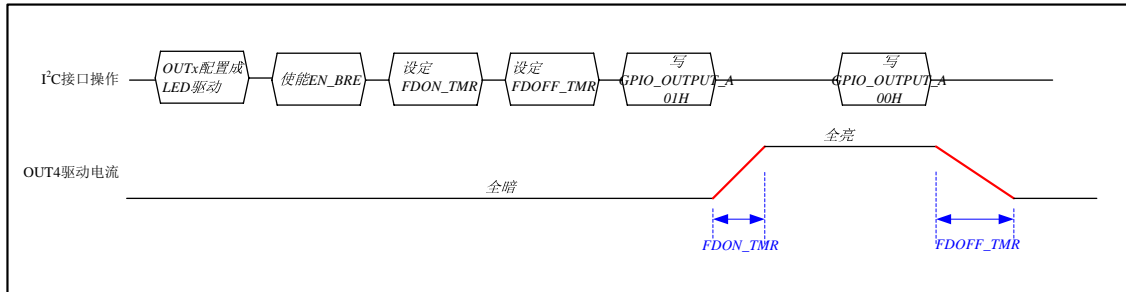 I²C接口操作
OUTx配置成
LED驱动
使能EN_BRE
设定
FDON_TMR
设定
FDOFF_TMR
写
GPIO_OUTPUT_A
01H
写
GPIO_OUTPUT_A
00H
OUT4驱动电流
全暗
全亮
FDON_TMR
FDOFF_TMR